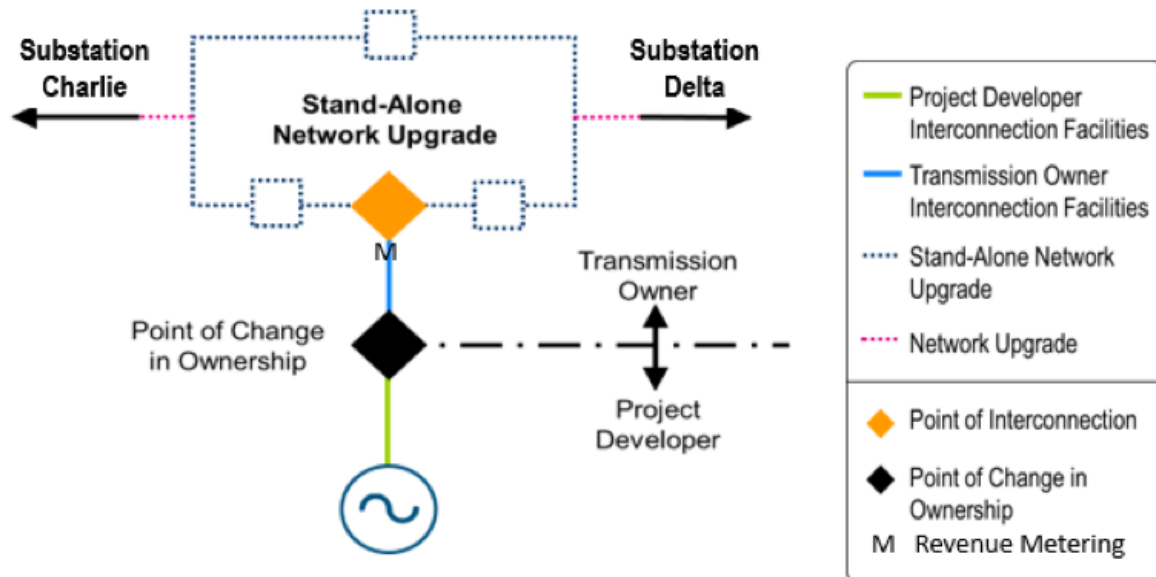 Substation
Charlie
Substation
Delta
Stand-Alone
Network Upgrade
M
Transmission
Owner
Point of Change
in Ownership
Project
Developer
Project Developer
Interconnection Facilities
Transmission Owner
Interconnection Facilities
Stand-Alone Network
Upgrade
Network Upgrade
Point of Interconnection
Point of Change in
Ownership
M Revenue Metering